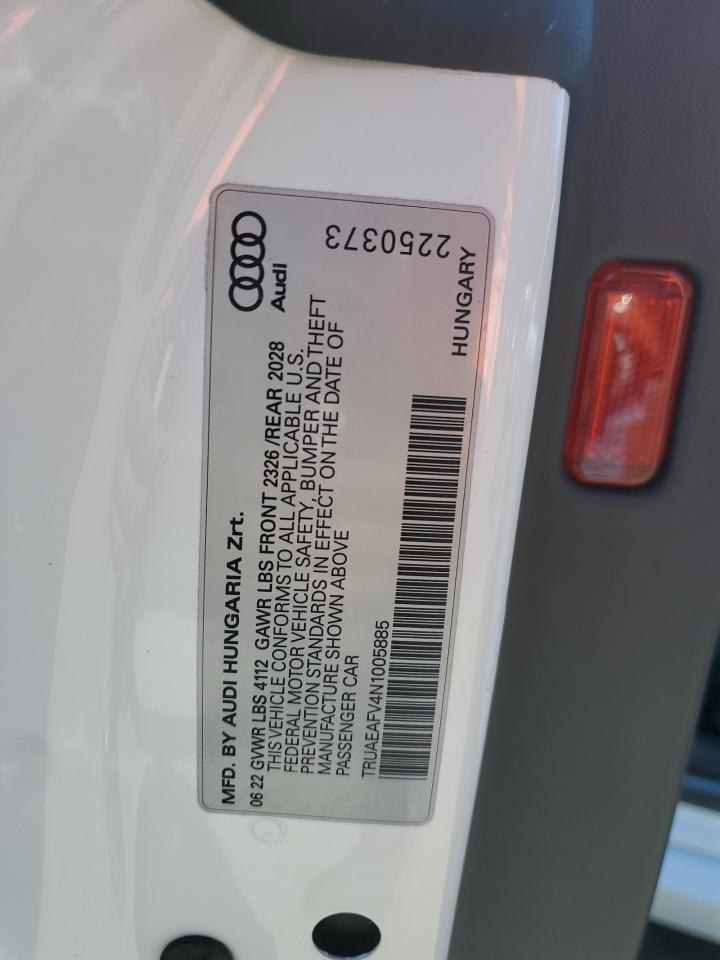 MFD. BY AUDI HUNGARIA Zrt.
Audi
06 22 GVWR LBS 4112 GAWR LBS FRONT 2326 /REAR 2028
THIS VEHICLE CONFORMS TO ALL APPLICABLE U.S.
FEDERAL MOTOR VEHICLE SAFETY, BUMPER AND THEFT
PREVENTION STANDARDS IN EFFECT ON THE DATE OF
MANUFACTURE SHOWN ABOVE
PASSENGER CAR
TRUAEAFV4N1005885
2250373
HUNGARY